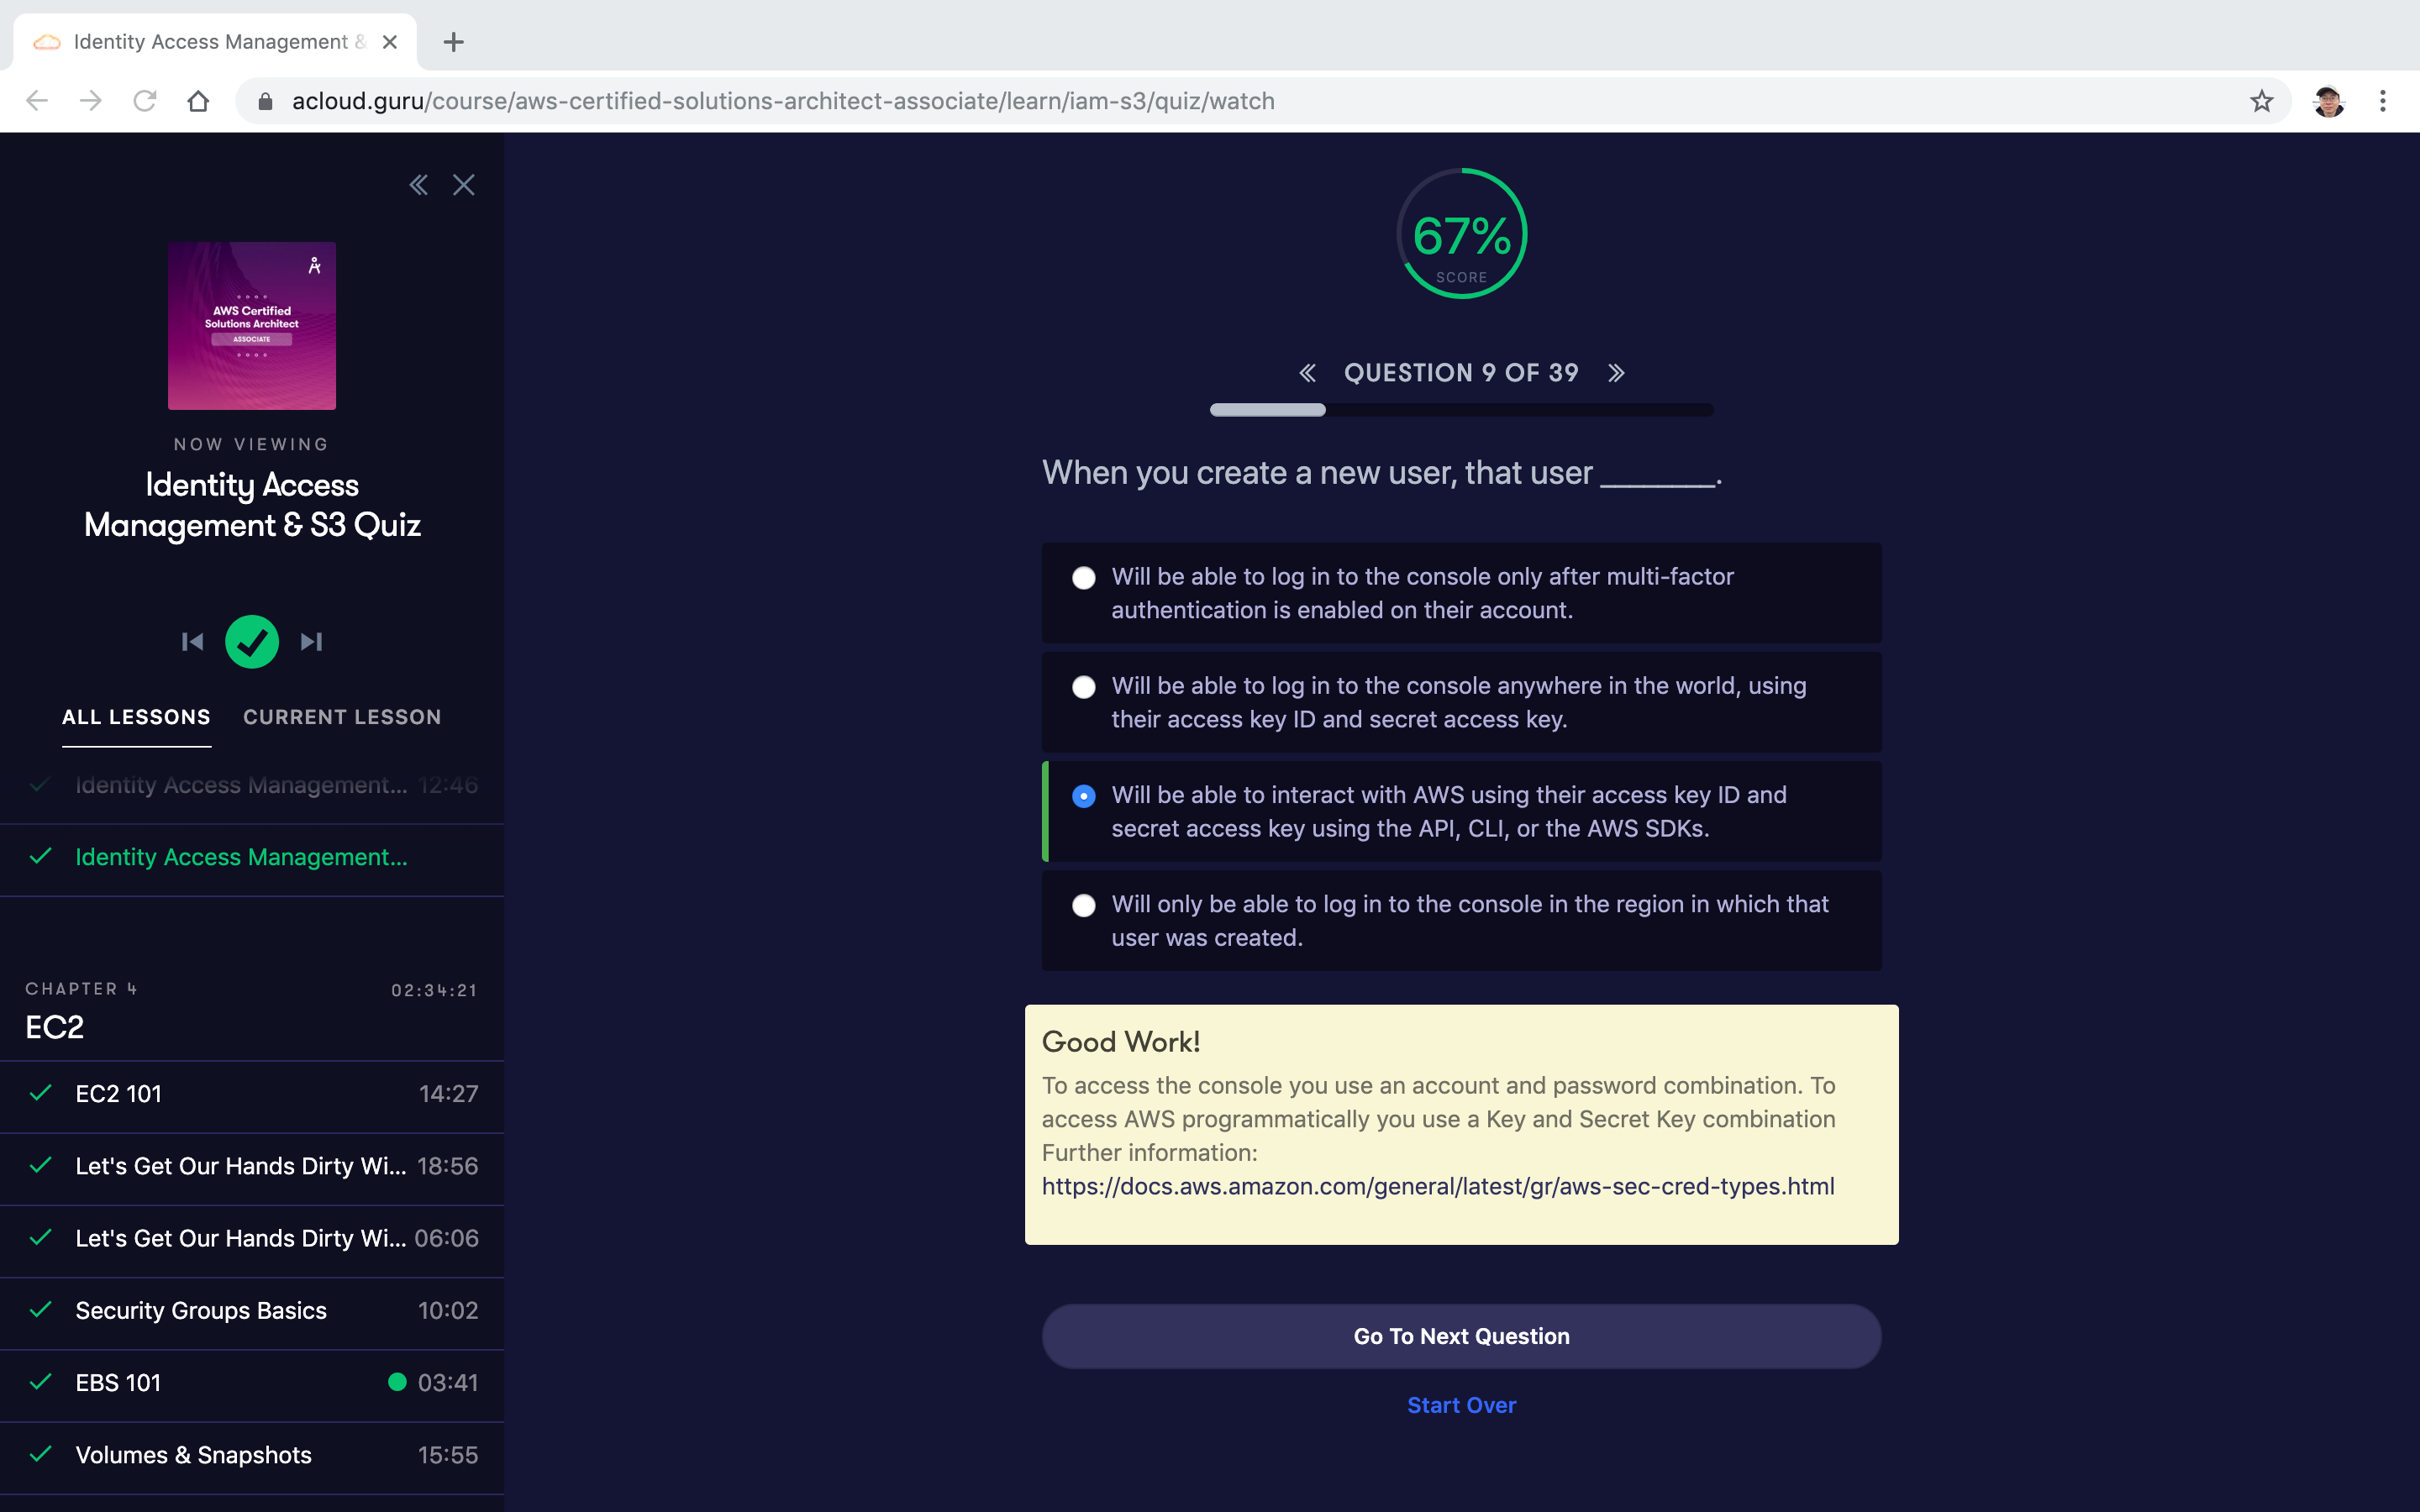 Identity Access Management &
acloud.guru/course/aws-certified-solutions-architect-associate/learn/iam-s3/quiz/watch
AWS Certified
Solutions Architect
ASSOCIATE
NOW VIEWING
Identity Access
Management & S3 Quiz
ALL LESSONS
CURRENT LESSON
Identity Access Management... 12:46
Identity Access Management...
CHAPTER 4 02:34:21
EC2
EC2 101 14:27
Let's Get Our Hands Dirty Wi... 18:56
Let's Get Our Hands Dirty Wi... 06:06
Security Groups Basics 10:02
EBS 101 03:41
Volumes & Snapshots 15:55
67%
SCORE
QUESTION 9 OF 39
When you create a new user, that user ________.
Will be able to log in to the console only after multi-factor
authentication is enabled on their account.
Will be able to log in to the console anywhere in the world, using
their access key ID and secret access key.
Will be able to interact with AWS using their access key ID and
secret access key using the API, CLI, or the AWS SDKs.
Will only be able to log in to the console in the region in which that
user was created.
Good Work!
To access the console you use an account and password combination. To
access AWS programmatically you use a Key and Secret Key combination
Further information:
https://docs.aws.amazon.com/general/latest/gr/aws-sec-cred-types.html
Go To Next Question
Start Over